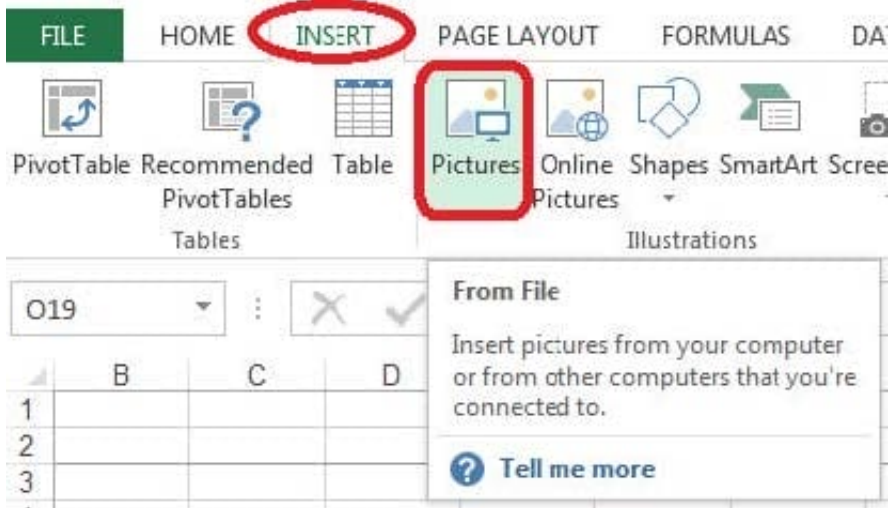 FILE HOME INSERT PAGE LAYOUT FORMULAS DA
PivotTable Recommended Table Pictures Online Shapes SmartArt Scree
PivotTables Pictures
Tables Illustrations
O19
From File
Insert pictures from your computer
or from other computers that you're
connected to.
Tell me more
B C D
1
2
3